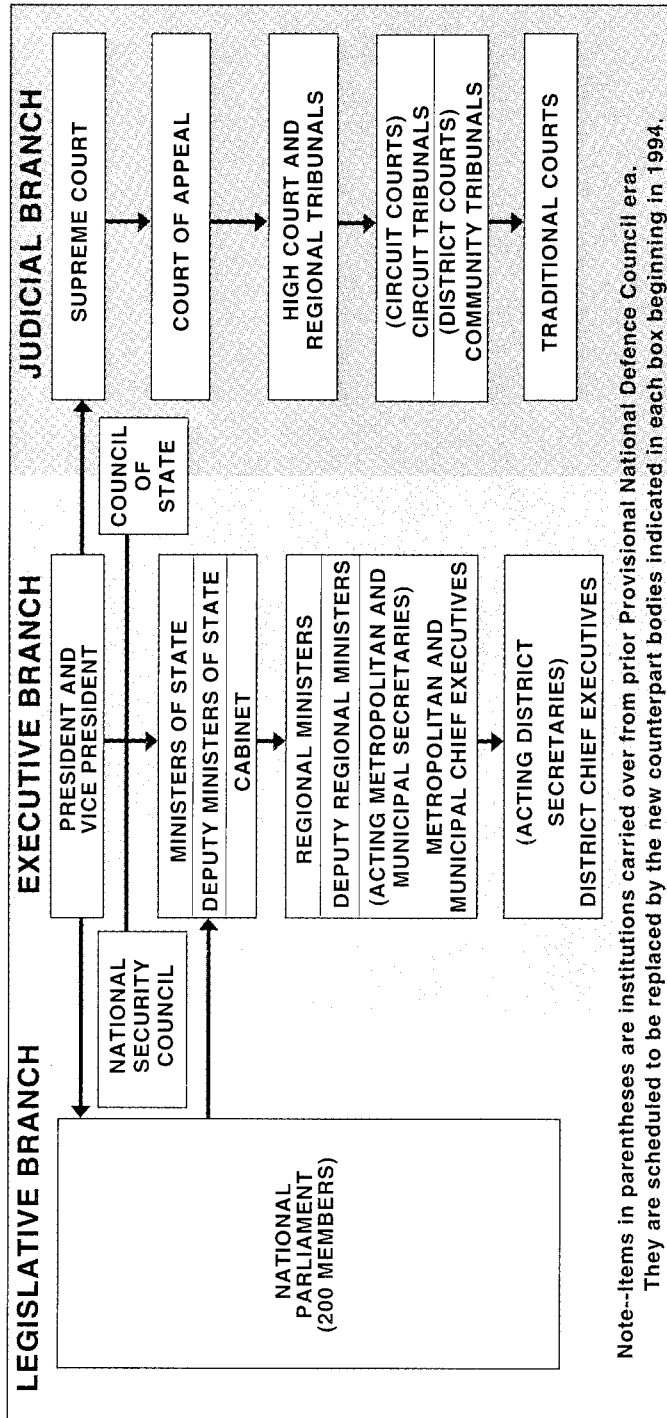 LEGISLATIVE BRANCH
NATIONAL
PARLIAMENT
(200 MEMBERS)
EXECUTIVE BRANCH
PRESIDENT AND
VICE PRESIDENT
NATIONAL
SECURITY
COUNCIL
COUNCIL
OF
STATE
MINISTERS OF STATE
DEPUTY MINISTERS OF STATE
CABINET
REGIONAL MINISTERS
DEPUTY REGIONAL MINISTERS
(ACTING METROPOLITAN AND
MUNICIPAL SECRETARIES)
METROPOLITAN AND
MUNICIPAL CHIEF EXECUTIVES
(ACTING DISTRICT
SECRETARIES)
DISTRICT CHIEF EXECUTIVES
JUDICIAL BRANCH
SUPREME COURT
COURT OF APPEAL
HIGH COURT AND
REGIONAL TRIBUNALS
(CIRCUIT COURTS)
CIRCUIT TRIBUNALS
(DISTRICT COURTS)
COMMUNITY TRIBUNALS
TRADITIONAL COURTS
Note--Items in parentheses are institutions carried over from prior Provisional National Defence Council era.
They are scheduled to be replaced by the new counterpart bodies indicated in each box beginning in 1994.